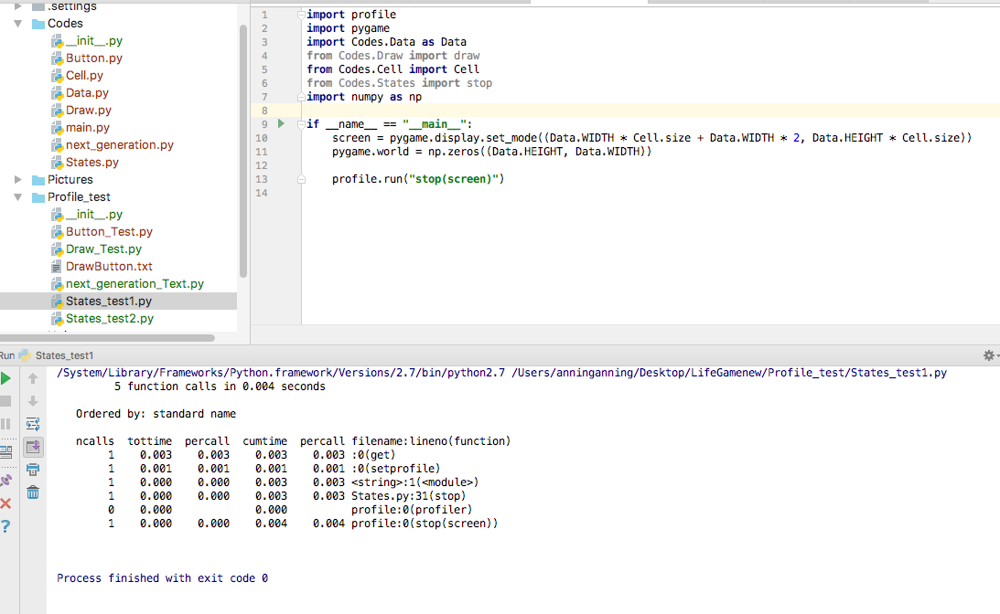 .settings
Codes
__init__.py
Button.py
Cell.py
Data.py
Draw.py
main.py
next_generation.py
States.py
Pictures
Profile_test
__init__.py
Button_Test.py
Draw_Test.py
DrawButton.txt
next_generation_Text.py
States_test1.py
States_test2.py
1 import profile
2 import pygame
3 import Codes.Data as Data
4 from Codes.Draw import draw
5 from Codes.Cell import Cell
6 from Codes.States import stop
7 import numpy as np
8
9 if __name__ == "__main__":
10 screen = pygame.display.set_mode((Data.WIDTH * Cell.size + Data.WIDTH * 2, Data.HEIGHT * Cell.size))
11 pygame.world = np.zeros((Data.HEIGHT, Data.WIDTH))
12
13 profile.run("stop(screen)")
14
Run States_test1
/System/Library/Frameworks/Python.framework/Versions/2.7/bin/python2.7 /Users/anninganning/Desktop/LifeGamenew/Profile_test/States_test1.py
5 function calls in 0.004 seconds
Ordered by: standard name
ncalls tottime percall cumtime percall filename:lineno(function)
1 0.003 0.003 0.003 0.003 :0(get)
1 0.001 0.001 0.001 0.001 :0(setprofile)
1 0.000 0.000 0.003 0.003 <string>:1(<module>)
1 0.000 0.000 0.003 0.003 States.py:31(stop)
0 0.000 0.000 profile:0(profiler)
1 0.000 0.000 0.004 0.004 profile:0(stop(screen))
Process finished with exit code 0